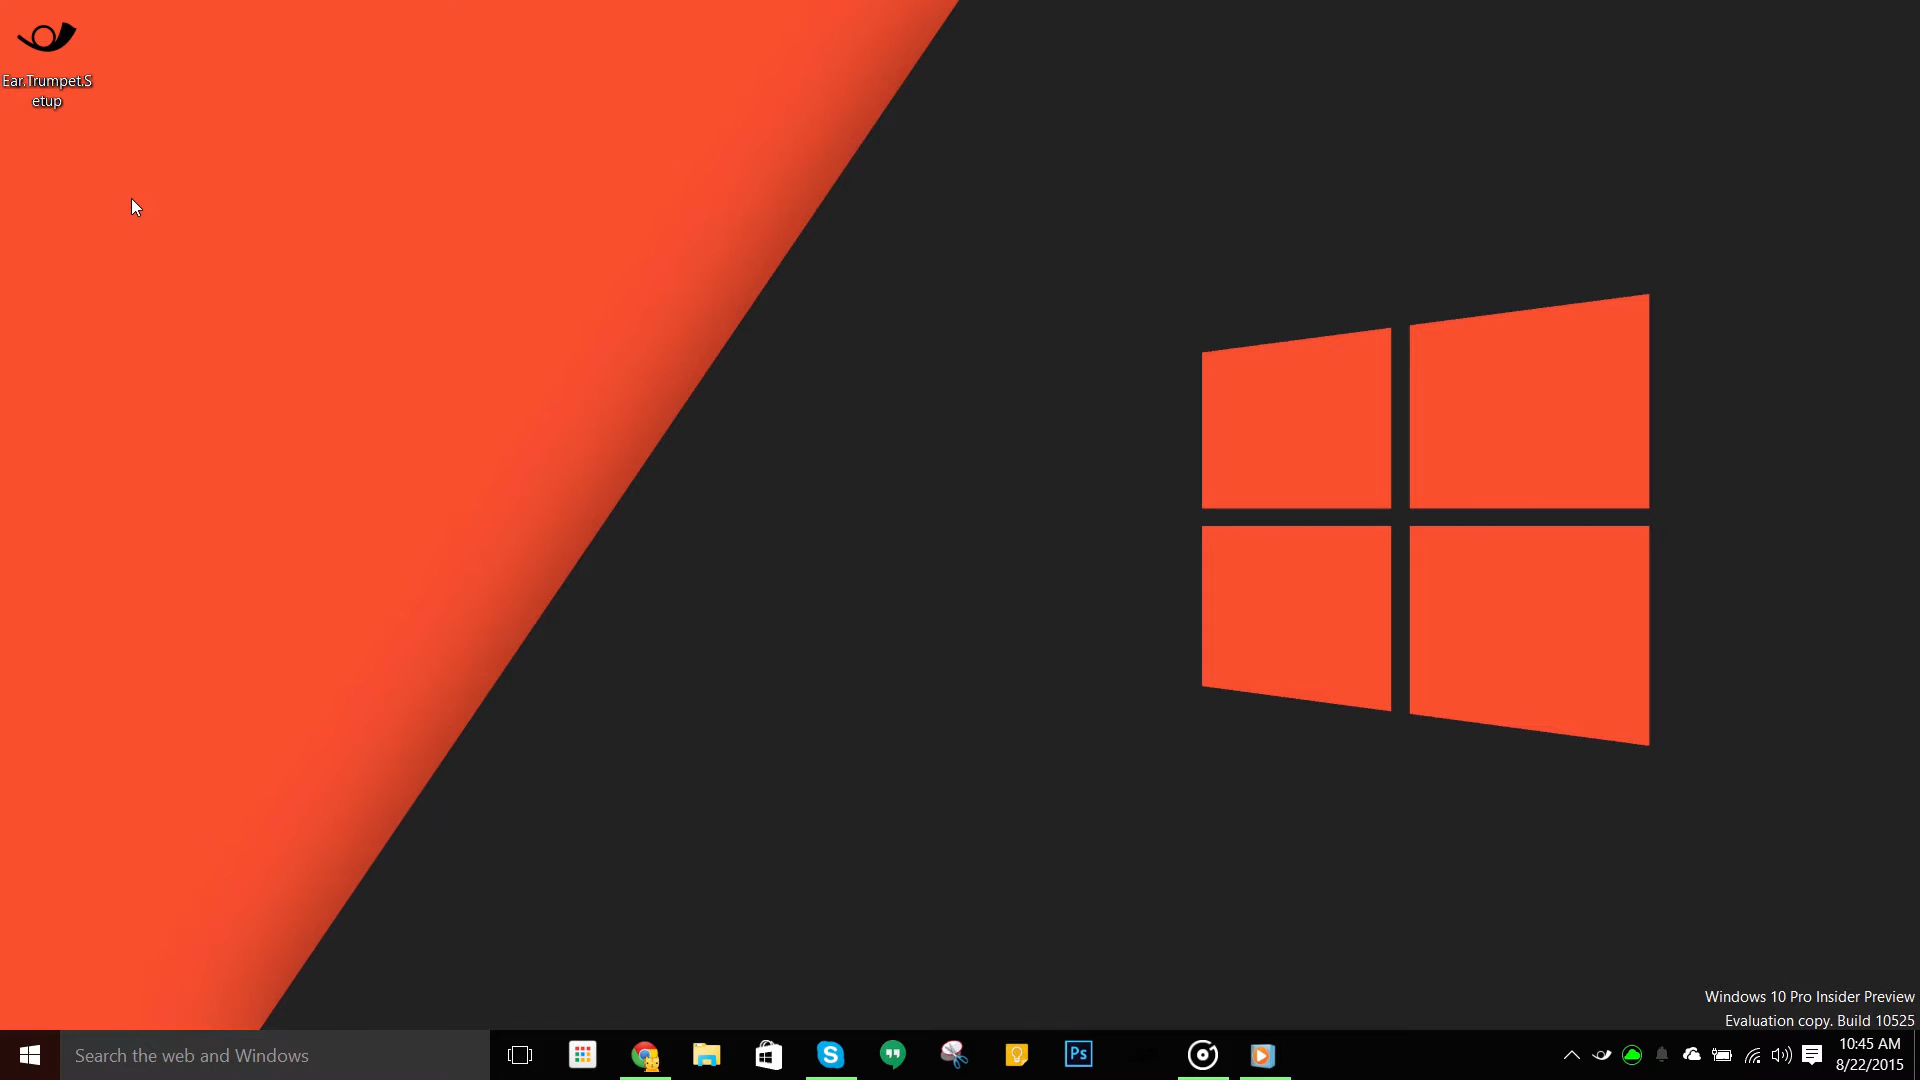 Ear.Trumpet.S
etup
Windows 10 Pro Insider Preview
Evaluation copy. Build 10525
Search the web and Windows
Ps
10:45 AM
8/22/2015